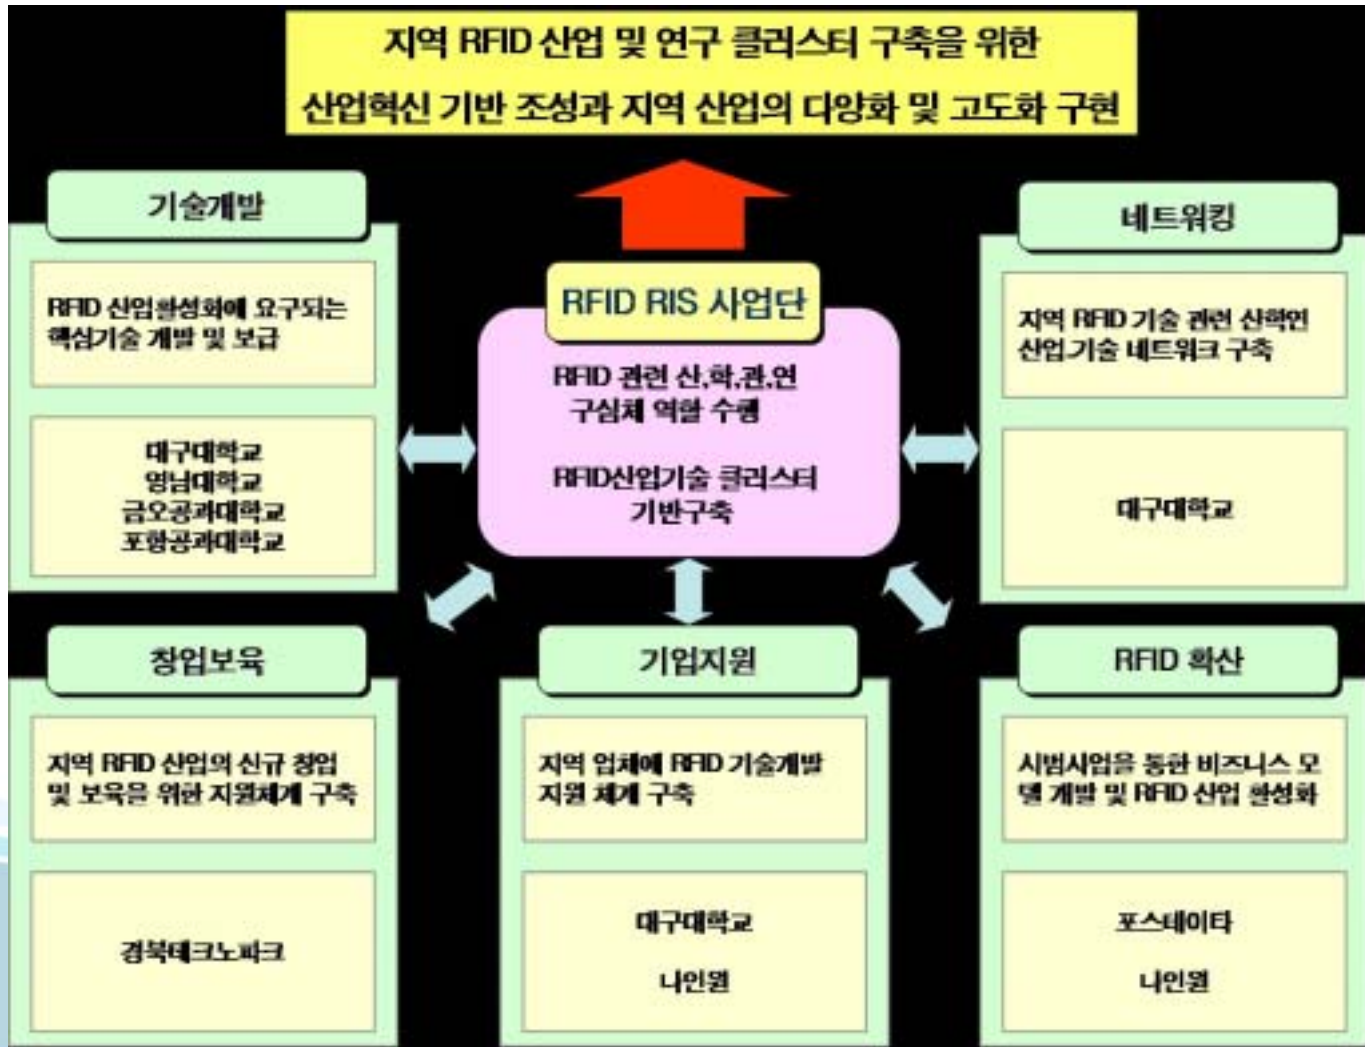 지역 RFID 산업 및 연구 클러스터 구축을 위한
산업혁신 기반 조성과 지역 산업의 다양화 및 고도화 구현
기술개발
RFID 산업활성화에 요구되는
핵심기술 개발 및 보급
대구대학교
영남대학교
금오공과대학교
포항공과대학교
RFID RIS 사업단
RFID 관련 산,학,관,연
구심체 역할 수행
RFID산업기술 클러스터
기반구축
네트워킹
지역 RFID 기술 관련 산학연
산업.기술 네트워크 구축
대구대학교
창업보육
지역 RFID 산업의 신규 창업
및 보육을 위한 지원체계 구축
경북테크노파크
기업지원
지역 업체에 RFID 기술개발
지원 체계 구축
대구대학교
나인원
RFID 확산
시범사업을 통한 비즈니스 모
델 개발 및 RFID 산업 활성화
포스데이타
나인원